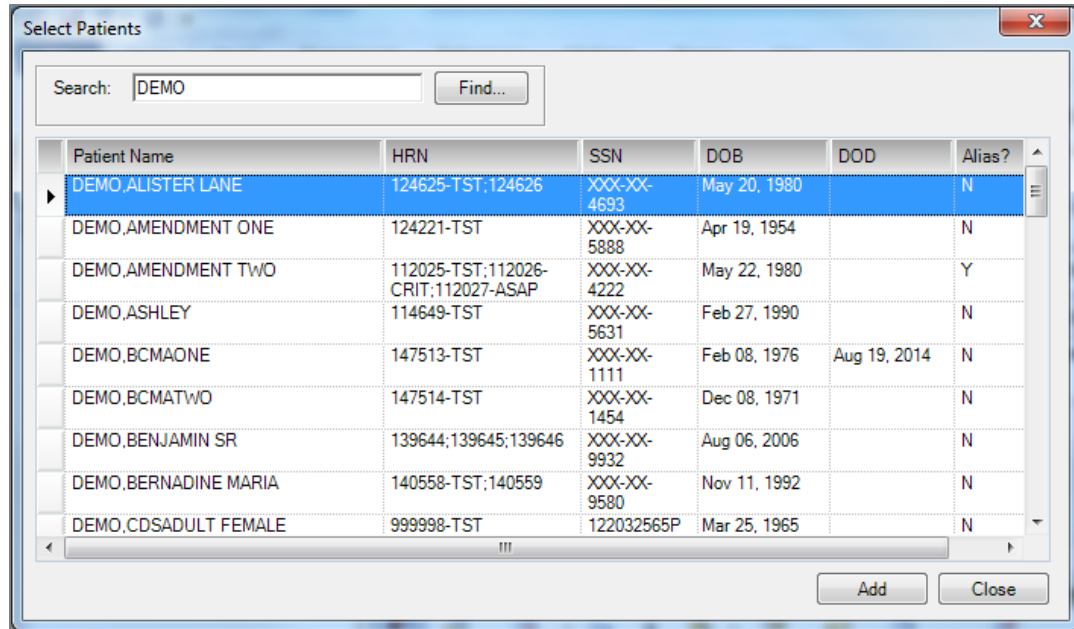 Select Patients
X
Search: DEMO Find...
Patient Name HRN SSN DOB DOD Alias?
DEMO,ALISTER LANE 124625-TST;124626 XXX-XX- May 20, 1980 N
4693
DEMO,AMENDMENT ONE 124221-TST XXX-XX- Apr 19, 1954 N
5888
DEMO,AMENDMENT TWO 112025-TST;112026- XXX-XX- May 22, 1980 Y
CRIT;112027-ASAP 4222
DEMO,ASHLEY 114649-TST XXX-XX- Feb 27, 1990 N
5631
DEMO,BCMAONE 147513-TST XXX-XX- Feb 08, 1976 Aug 19, 2014 N
1111
DEMO,BCMATWO 147514-TST XXX-XX- Dec 08, 1971 N
1454
DEMO,BENJAMIN SR 139644;139645;139646 XXX-XX- Aug 06, 2006 N
9932
DEMO,BERNADINE MARIA 140558-TST;140559 XXX-XX- Nov 11, 1992 N
9580
DEMO,CDSADULT FEMALE 999998-TST 122032565P Mar 25, 1965 N
Add Close